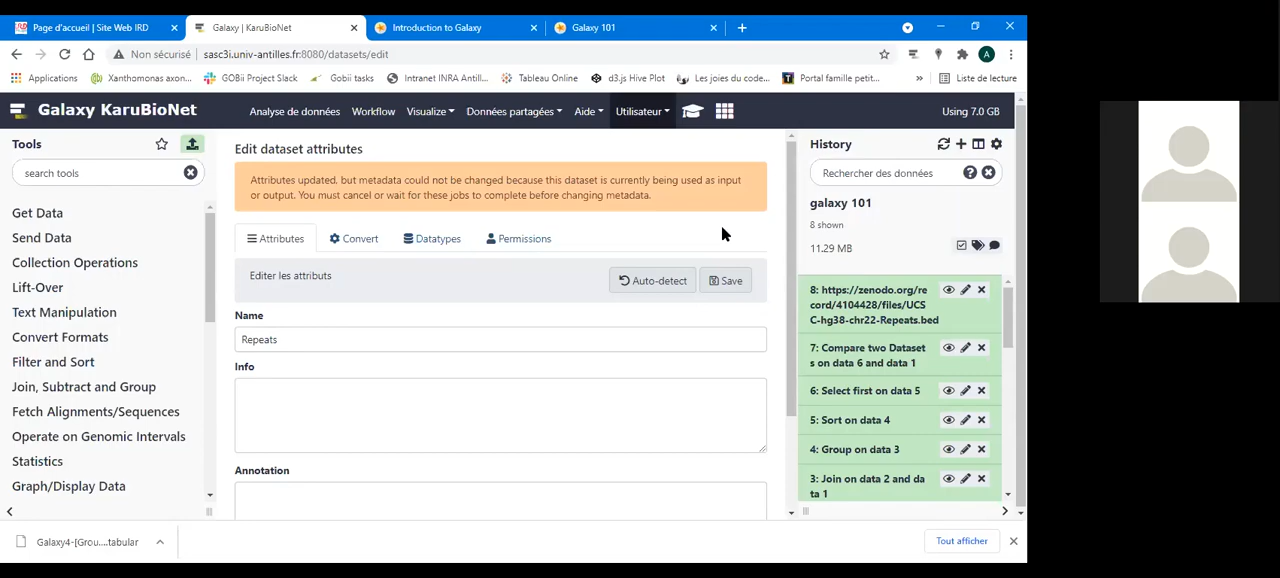 Page d'accueil | Site Web IRD
Galaxy | KaruBioNet
Introduction to Galaxy
Galaxy 101
Non sécurisé | sasc3i.univ-antilles.fr:8080/datasets/edit
A
Applications
Xanthomonas axon...
GOBii Project Slack
Gobii tasks
Intranet INRA Antill...
Tableau Online
d3.js Hive Plot
Les joies du code...
Portal famille petit...
»
Liste de lecture
Galaxy KaruBioNet
Analyse de données
Workflow
Visualize
Données partagées
Aide
Utilisateur
Using 7.0 GB
Tools
search tools
Get Data
Send Data
Collection Operations
Lift-Over
Text Manipulation
Convert Formats
Filter and Sort
Join, Subtract and Group
Fetch Alignments/Sequences
Operate on Genomic Intervals
Statistics
Graph/Display Data
Edit dataset attributes
Attributes updated, but metadata could not be changed because this dataset is currently being used as input
or output. You must cancel or wait for these jobs to complete before changing metadata.
Attributes
Convert
Datatypes
Permissions
Editer les attributs
Auto-detect
Save
Name
Repeats
Info
Annotation
History
Rechercher des données
galaxy 101
8 shown
11.29 MB
8: https://zenodo.org/re
cord/4104428/files/UCS
C-hg38-chr22-Repeats.bed
7: Compare two Dataset
s on data 6 and data 1
6: Select first on data 5
5: Sort on data 4
4: Group on data 3
3: Join on data 2 and da
ta 1
Galaxy4-[Grou....tabular
Tout afficher